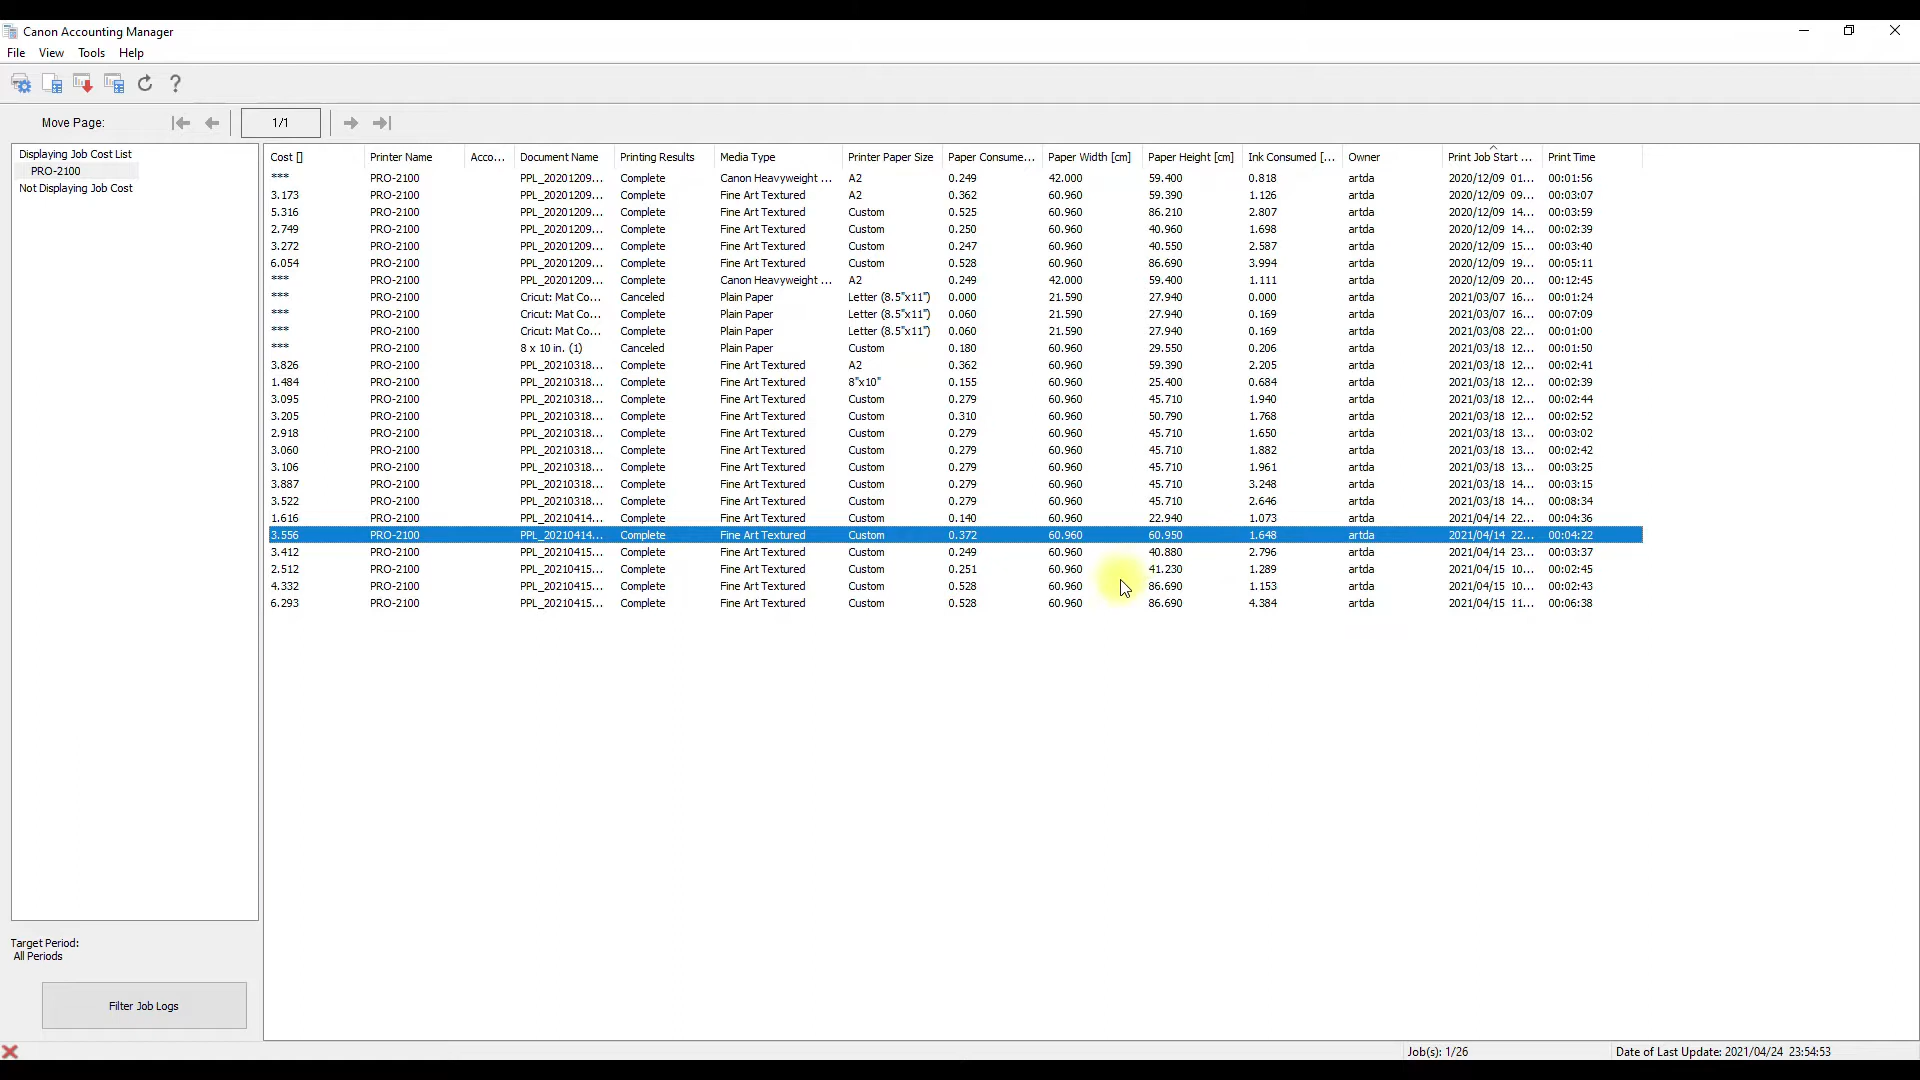 Canon Accounting Manager
File View Tools Help
Move Page: 1/1
Displaying Job Cost List
PRO-2100
Not Displaying Job Cost
Cost [] Printer Name Acco... Document Name Printing Results Media Type Printer Paper Size Paper Consume... Paper Width [cm] Paper Height [cm] Ink Consumed [... Owner Print Job Start ... Print Time
*** PRO-2100 PPL_20201209... Complete Canon Heavyweight ... A2 0.249 42.000 59.400 0.818 artda 2020/12/09 01... 00:01:56
3.173 PRO-2100 PPL_20201209... Complete Fine Art Textured A2 0.362 60.960 59.390 1.126 artda 2020/12/09 09... 00:03:07
5.316 PRO-2100 PPL_20201209... Complete Fine Art Textured Custom 0.525 60.960 86.210 2.807 artda 2020/12/09 14... 00:03:59
2.749 PRO-2100 PPL_20201209... Complete Fine Art Textured Custom 0.250 60.960 40.960 1.698 artda 2020/12/09 14... 00:02:39
3.272 PRO-2100 PPL_20201209... Complete Fine Art Textured Custom 0.247 60.960 40.550 2.587 artda 2020/12/09 15... 00:03:40
6.054 PRO-2100 PPL_20201209... Complete Fine Art Textured Custom 0.528 60.960 86.690 3.994 artda 2020/12/09 19... 00:05:11
*** PRO-2100 PPL_20201209... Complete Canon Heavyweight ... A2 0.249 42.000 59.400 1.111 artda 2020/12/09 20... 00:12:45
*** PRO-2100 Cricut: Mat Co... Canceled Plain Paper Letter (8.5"x11") 0.000 21.590 27.940 0.000 artda 2021/03/07 16... 00:01:24
*** PRO-2100 Cricut: Mat Co... Complete Plain Paper Letter (8.5"x11") 0.060 21.590 27.940 0.169 artda 2021/03/07 16... 00:07:09
*** PRO-2100 Cricut: Mat Co... Complete Plain Paper Letter (8.5"x11") 0.060 21.590 27.940 0.169 artda 2021/03/08 22... 00:01:00
*** PRO-2100 8 x 10 in. (1) Canceled Plain Paper Custom 0.180 60.960 29.550 0.206 artda 2021/03/18 12... 00:01:50
3.826 PRO-2100 PPL_20210318... Complete Fine Art Textured A2 0.362 60.960 59.390 2.205 artda 2021/03/18 12... 00:02:41
1.484 PRO-2100 PPL_20210318... Complete Fine Art Textured 8"x10" 0.155 60.960 25.400 0.684 artda 2021/03/18 12... 00:02:39
3.095 PRO-2100 PPL_20210318... Complete Fine Art Textured Custom 0.279 60.960 45.710 1.940 artda 2021/03/18 12... 00:02:44
3.205 PRO-2100 PPL_20210318... Complete Fine Art Textured Custom 0.310 60.960 50.790 1.768 artda 2021/03/18 12... 00:02:52
2.918 PRO-2100 PPL_20210318... Complete Fine Art Textured Custom 0.279 60.960 45.710 1.650 artda 2021/03/18 13... 00:03:02
3.060 PRO-2100 PPL_20210318... Complete Fine Art Textured Custom 0.279 60.960 45.710 1.882 artda 2021/03/18 13... 00:02:42
3.106 PRO-2100 PPL_20210318... Complete Fine Art Textured Custom 0.279 60.960 45.710 1.961 artda 2021/03/18 13... 00:03:25
3.887 PRO-2100 PPL_20210318... Complete Fine Art Textured Custom 0.279 60.960 45.710 3.248 artda 2021/03/18 14... 00:03:15
3.522 PRO-2100 PPL_20210318... Complete Fine Art Textured Custom 0.279 60.960 45.710 2.646 artda 2021/03/18 14... 00:08:34
1.616 PRO-2100 PPL_20210414... Complete Fine Art Textured Custom 0.140 60.960 22.940 1.073 artda 2021/04/14 22... 00:04:36
3.556 PRO-2100 PPL_20210414... Complete Fine Art Textured Custom 0.372 60.960 60.950 1.648 artda 2021/04/14 22... 00:04:22
3.412 PRO-2100 PPL_20210415... Complete Fine Art Textured Custom 0.249 60.960 40.880 2.796 artda 2021/04/14 23... 00:03:37
2.512 PRO-2100 PPL_20210415... Complete Fine Art Textured Custom 0.251 60.960 41.230 1.289 artda 2021/04/15 10... 00:02:45
4.332 PRO-2100 PPL_20210415... Complete Fine Art Textured Custom 0.528 60.960 86.690 1.153 artda 2021/04/15 10... 00:02:43
6.293 PRO-2100 PPL_20210415... Complete Fine Art Textured Custom 0.528 60.960 86.690 4.384 artda 2021/04/15 11... 00:06:38
Target Period:
All Periods
Filter Job Logs
Job(s): 1/26 Date of Last Update: 2021/04/24 23:54:53